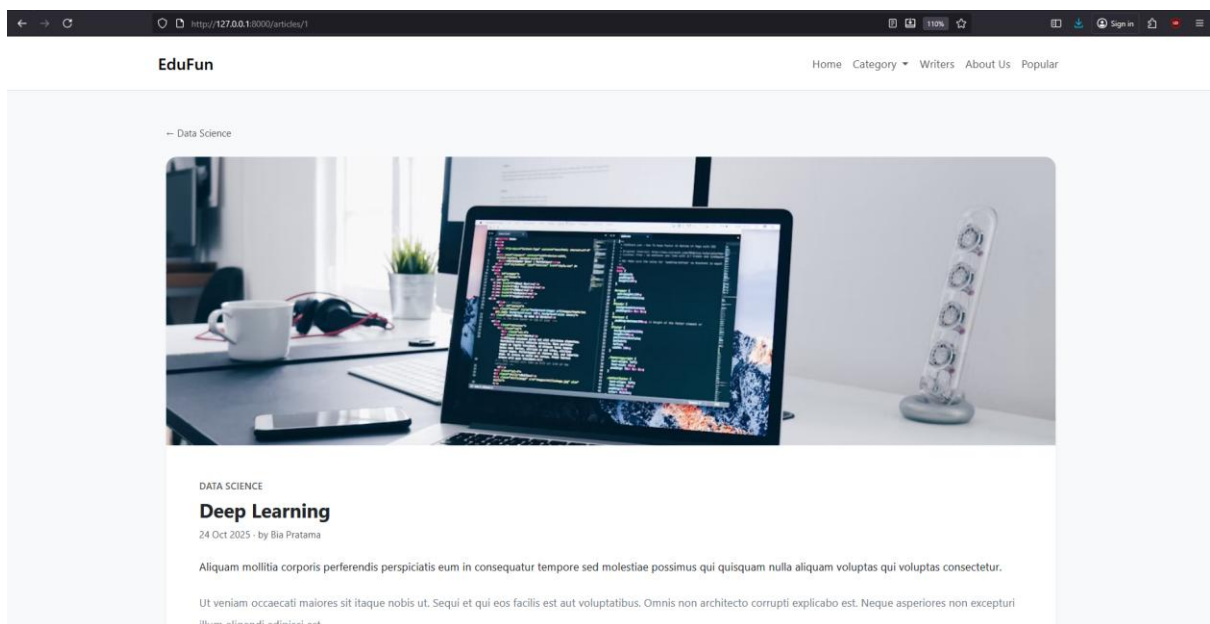 http://127.0.0.1:8000/articles/1
110%
Sign in
EduFun
Home Category Writers About Us Popular
← Data Science
DATA SCIENCE
Deep Learning
24 Oct 2025 · by Bia Pratama
Aliquam mollitia corporis perferendis perspiciatis eum in consequatur tempore sed molestiae possimus qui quisquam nulla aliquam voluptas qui voluptas consectetur.
Ut veniam occaecati maiores sit itaque nobis ut. Sequi et qui eos facilis est aut voluptatibus. Omnis non architecto corrupti explicabo est. Neque asperiores non excepturi